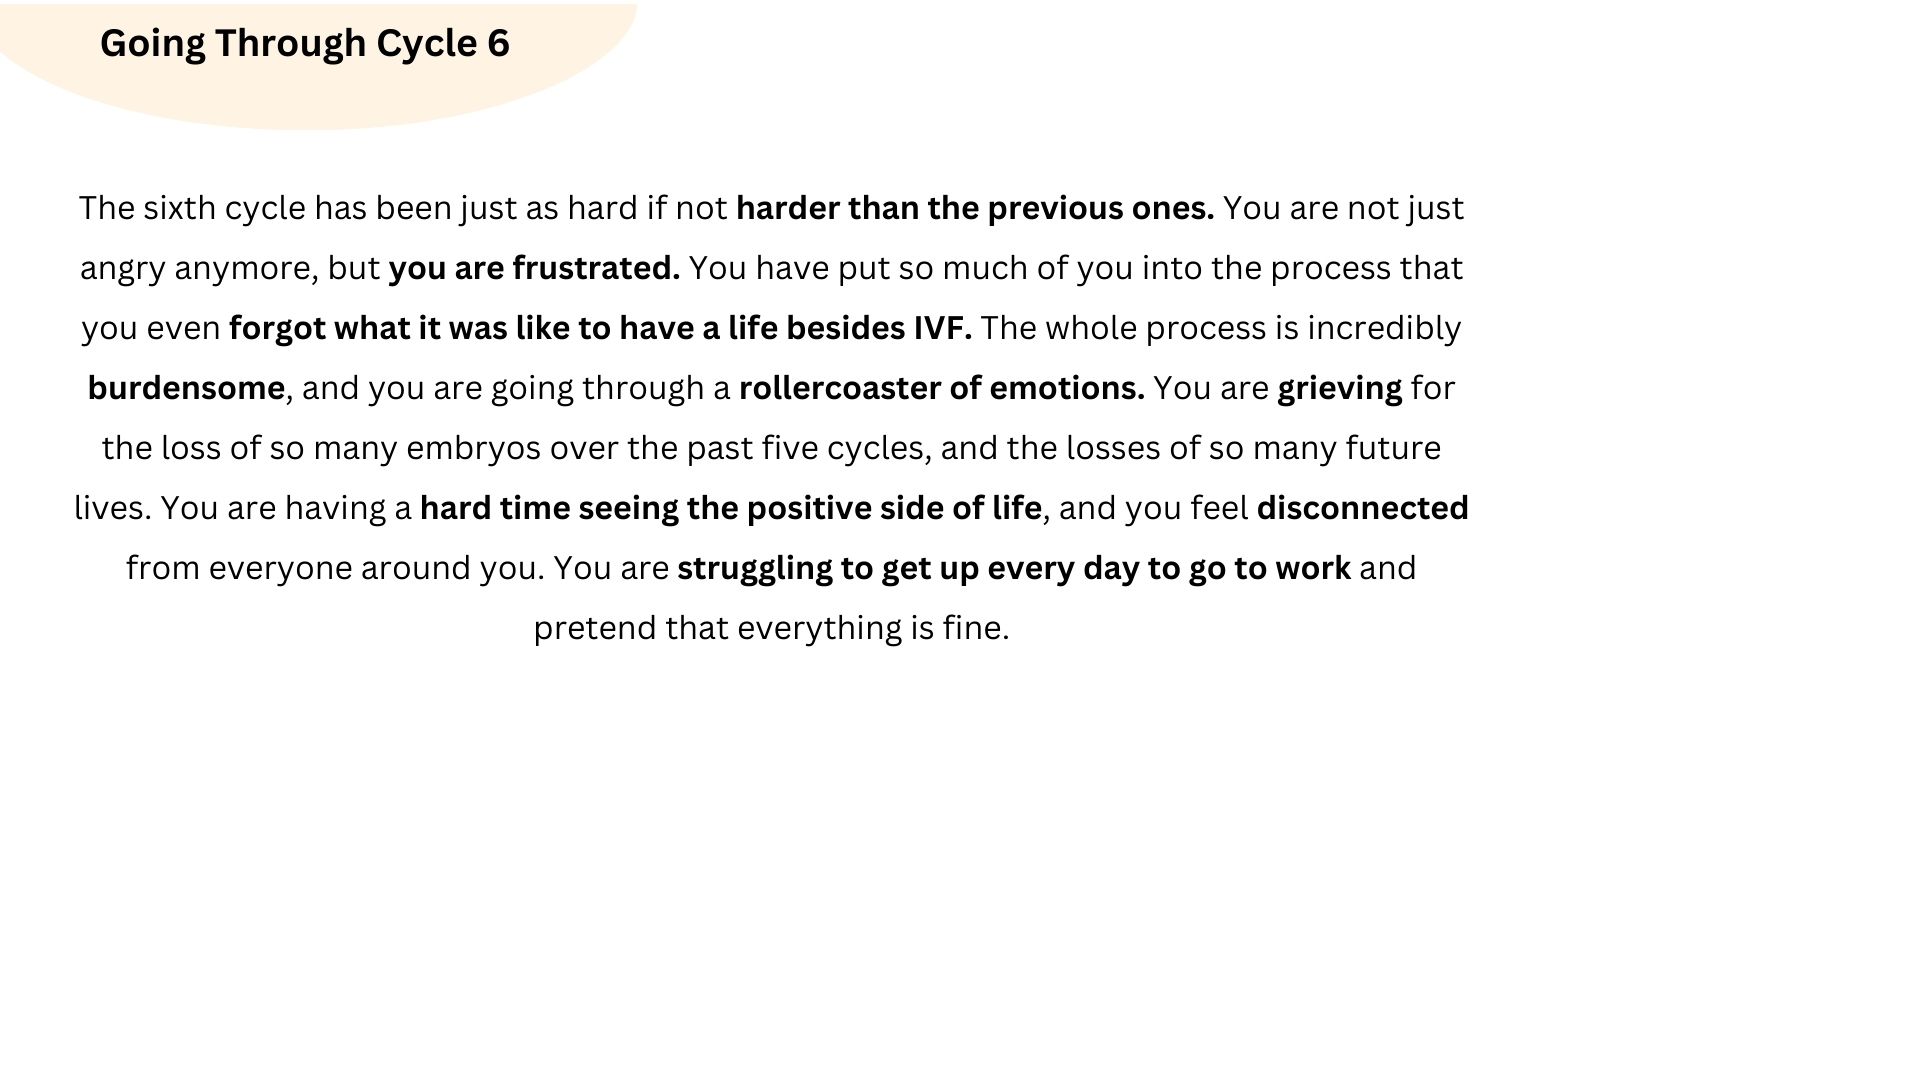 Going Through Cycle 6
The sixth cycle has been just as hard if not harder than the previous ones. You are not just
angry anymore, but you are frustrated. You have put so much of you into the process that
you even forgot what it was like to have a life besides IVF. The whole process is incredibly
burdensome, and you are going through a rollercoaster of emotions. You are grieving for
the loss of so many embryos over the past five cycles, and the losses of so many future
lives. You are having a hard time seeing the positive side of life, and you feel disconnected
from everyone around you. You are struggling to get up every day to go to work and
pretend that everything is fine.